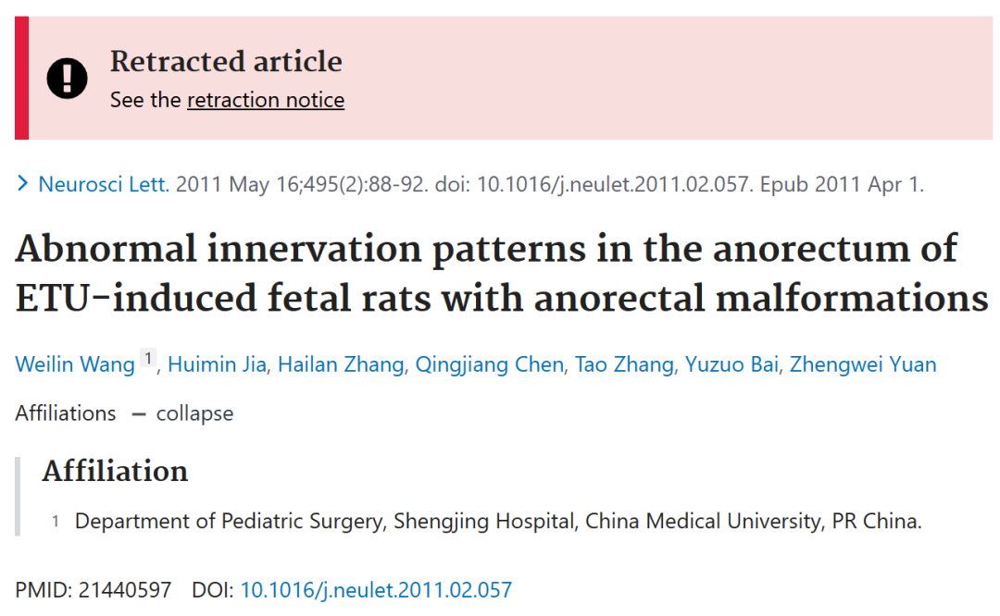 Retracted article
See the retraction notice
Neurosci Lett. 2011 May 16;495(2):88-92. doi: 10.1016/j.neulet.2011.02.057. Epub 2011 Apr 1.
Abnormal innervation patterns in the anorectum of
ETU-induced fetal rats with anorectal malformations
Weilin Wang 1, Huimin Jia, Hailan Zhang, Qingjiang Chen, Tao Zhang, Yuzuo Bai, Zhengwei Yuan
Affiliations — collapse
Affiliation
1 Department of Pediatric Surgery, Shengjing Hospital, China Medical University, PR China.
PMID: 21440597 DOI: 10.1016/j.neulet.2011.02.057